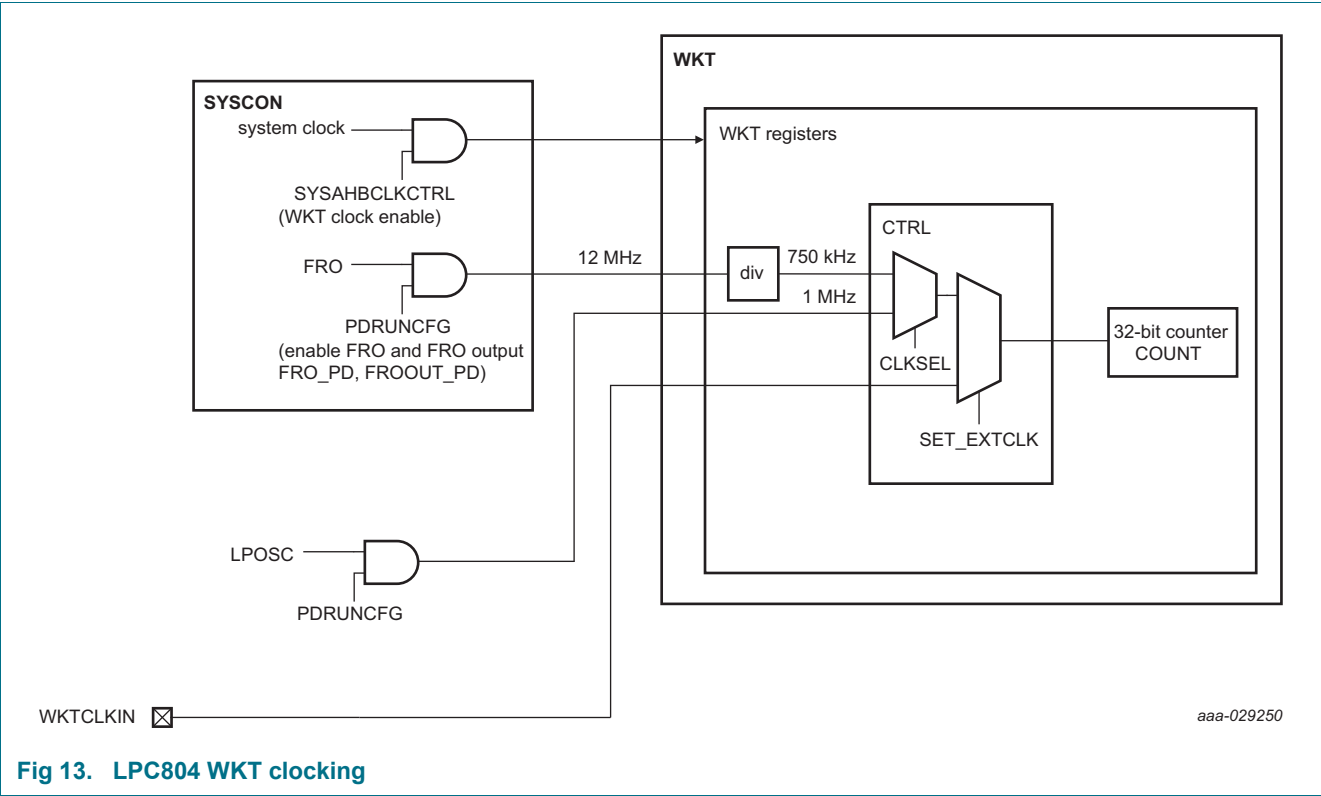 WKT
SYSCON
system clock
SYSAHBCLKCTRL
(WKT clock enable)
FRO
PDRUNCFG
(enable FRO and FRO output
FRO_PD, FROOUT_PD)
12 MHz
WKT registers
div
750 kHz
1 MHz
CTRL
CLKSEL
SET_EXTCLK
32-bit counter
COUNT
LPOSC
PDRUNCFG
WKTCLKIN
aaa-029250
Fig 13. LPC804 WKT clocking